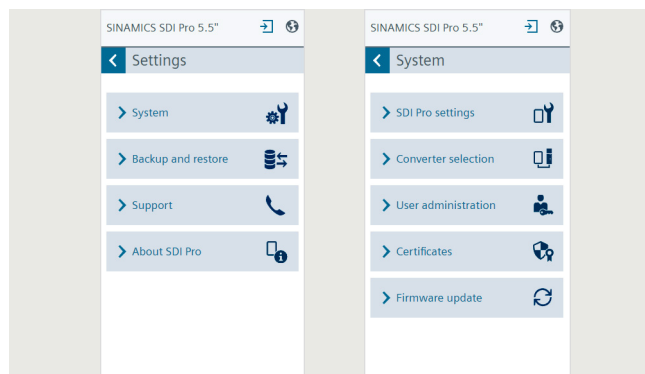 SINAMICS SDI Pro 5.5"
Settings
System
Backup and restore
Support
About SDI Pro
SINAMICS SDI Pro 5.5"
System
SDI Pro settings
Converter selection
User administration
Certificates
Firmware update